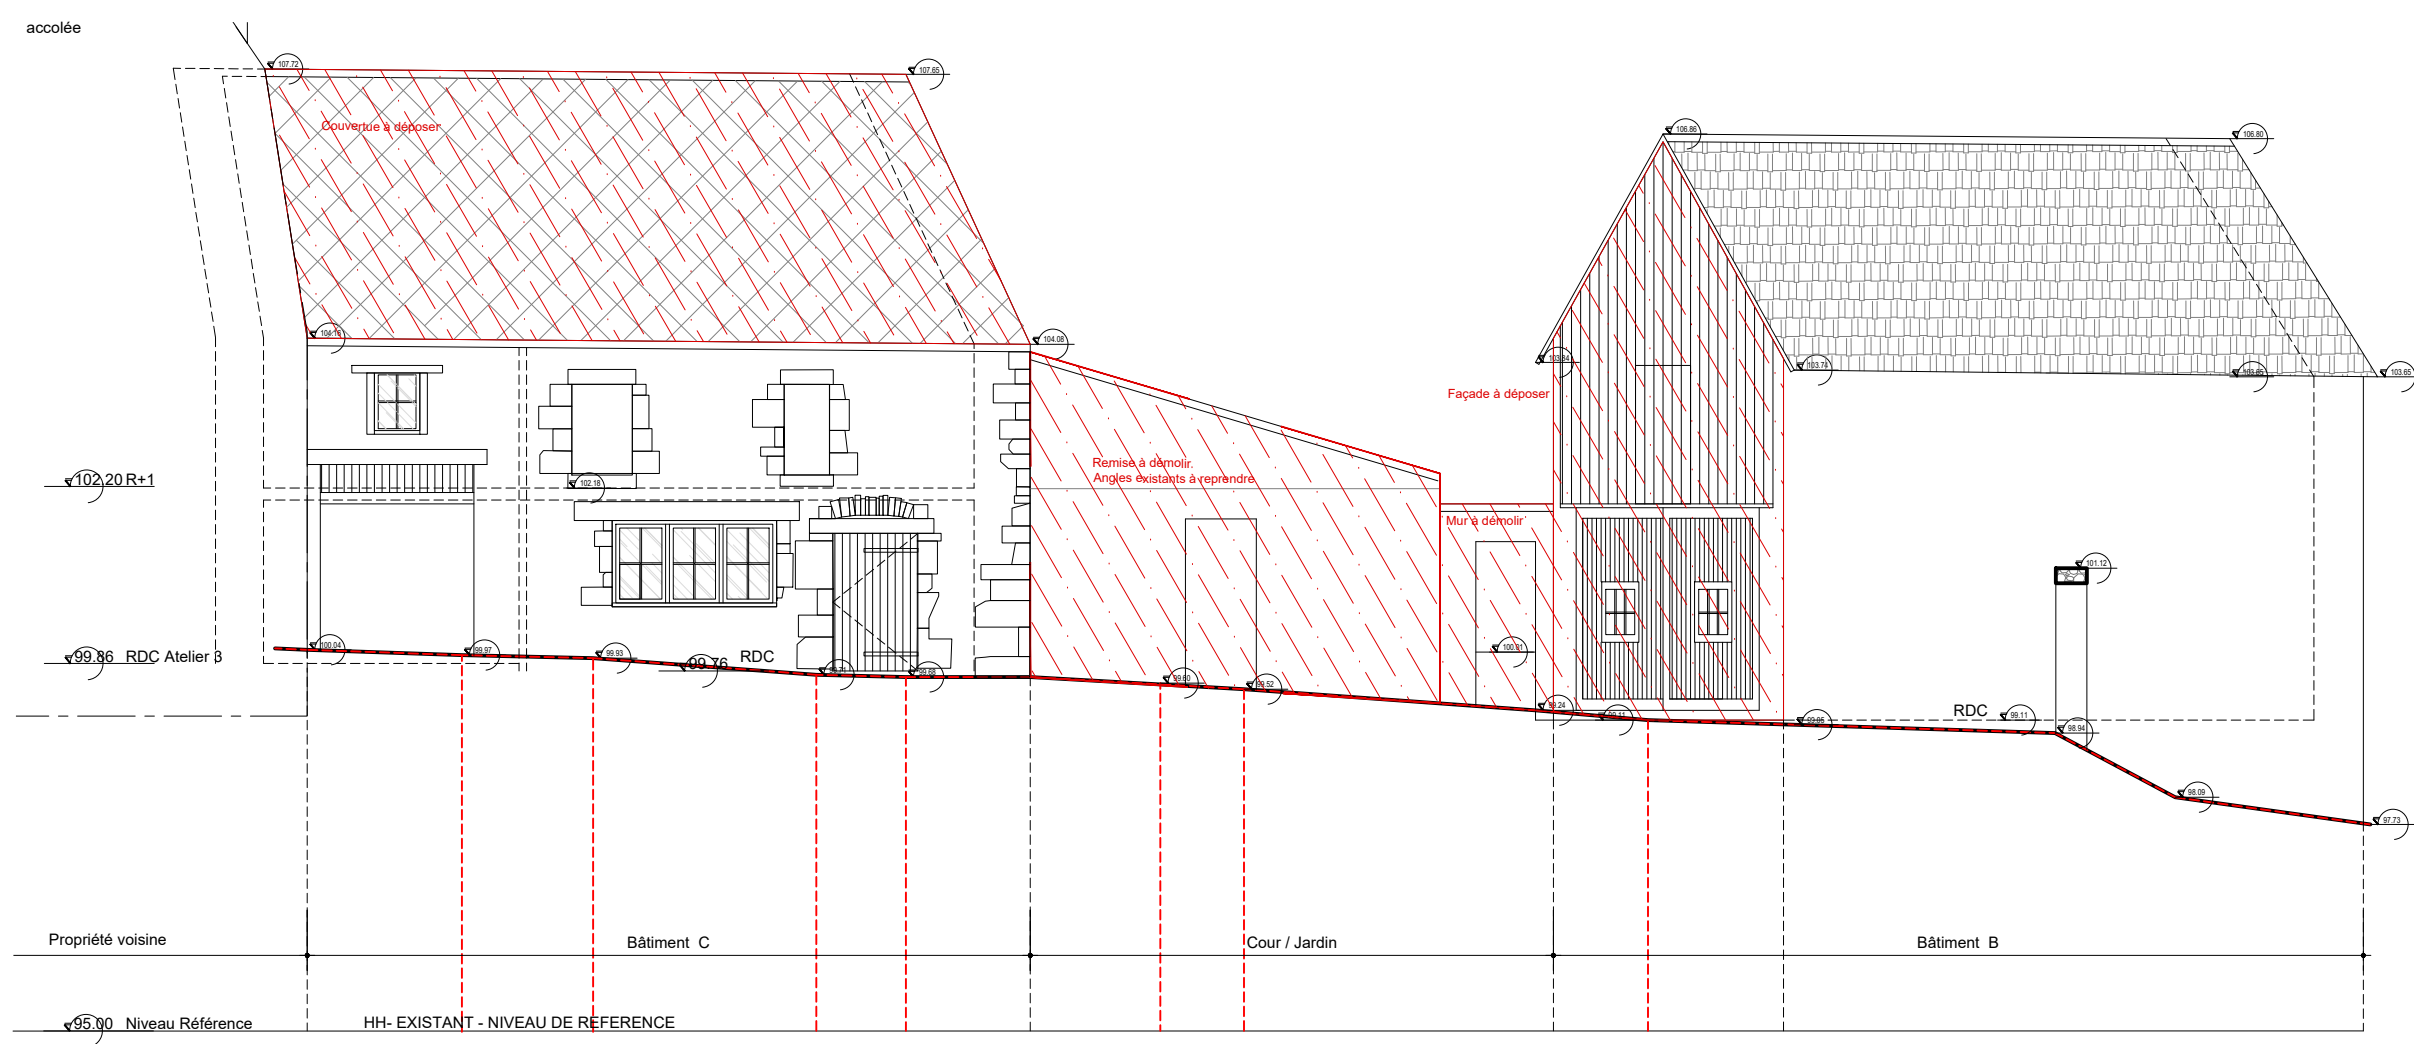 accolée
107.72
107.65
Couvertue à déposer
106.86
106.80
104.16
104.08
103.84
103.74
103.65
103.65
Façade à déposer
Remise à démolir.
Angles existants à reprendre
102.20 R+1
102.18
Mur à démolir
101.12
100.04
99.97
99.93
99.86 RDC Atelier 3
99.76
RDC
99.71
99.68
99.60
99.52
100.01
99.24
99.11
99.05
RDC
99.11
98.94
98.09
97.73
Propriété voisine
Bâtiment C
Cour / Jardin
Bâtiment B
95.00 Niveau Référence
HH- EXISTANT - NIVEAU DE REFERENCE